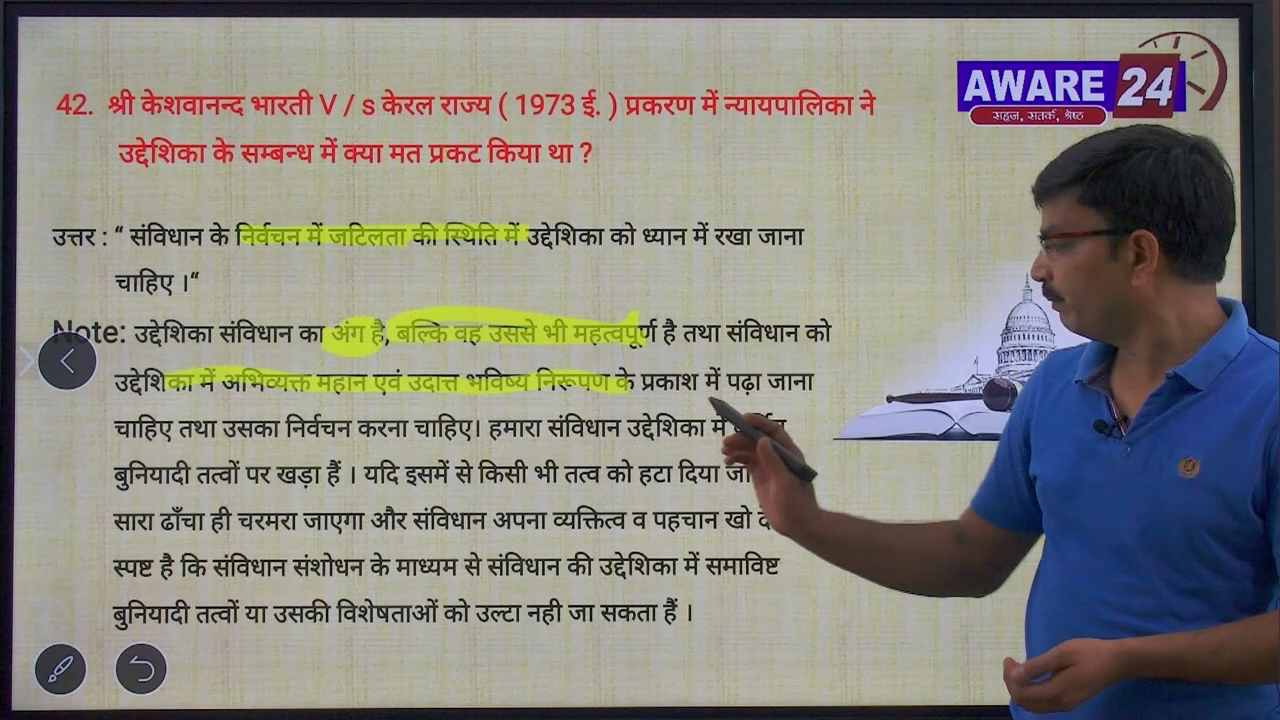 AWARE 24
सहज, सतर्क, श्रेष्ठ
42. श्री केशवानन्द भारती V / s केरल राज्य ( 1973 ई. ) प्रकरण में न्यायपालिका ने
उद्देशिका के सम्बन्ध में क्या मत प्रकट किया था ?
उत्तर : “ संविधान के निर्वचन में जटिलता की स्थिति में उद्देशिका को ध्यान में रखा जाना
चाहिए ।“
Note: उद्देशिका संविधान का अंग है, बल्कि वह उससे भी महत्वपूर्ण है तथा संविधान को
उद्देशिका में अभिव्यक्त महान एवं उदात्त भविष्य निरूपण के प्रकाश में पढ़ा जाना
चाहिए तथा उसका निर्वचन करना चाहिए। हमारा संविधान उद्देशिका में
बुनियादी तत्वों पर खड़ा हैं । यदि इसमें से किसी भी तत्व को हटा दिया
सारा ढाँचा ही चरमरा जाएगा और संविधान अपना व्यक्तित्व व पहचान खो
स्पष्ट है कि संविधान संशोधन के माध्यम से संविधान की उद्देशिका में समाविष्ट
बुनियादी तत्वों या उसकी विशेषताओं को उल्टा नही जा सकता हैं ।